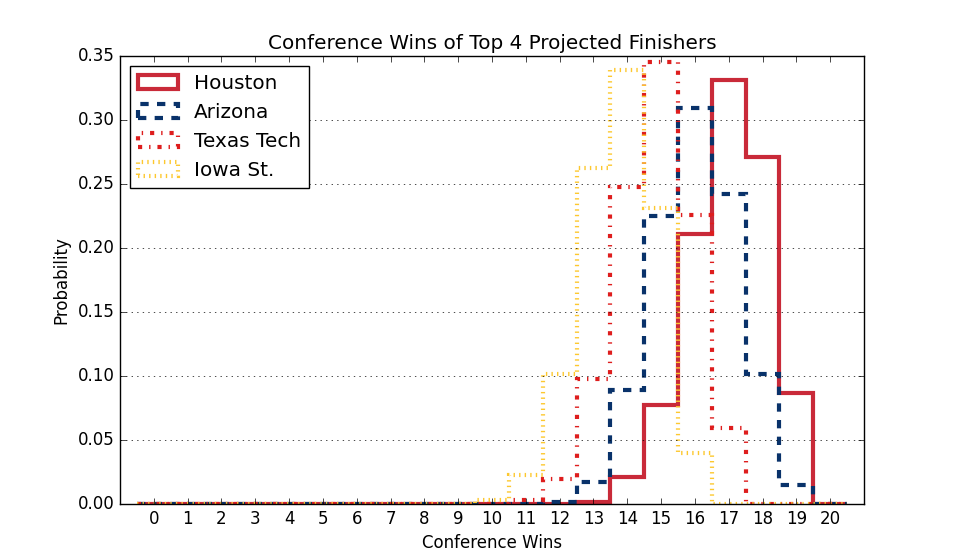 Conference Wins of Top 4 Projected Finishers
Houston
Arizona
Texas Tech
Iowa St.
Probability
0.35
0.30
0.25
0.20
0.15
0.10
0.05
0.00
0 1 2 3 4 5 6 7 8 9 10 11 12 13 14 15 16 17 18 19 20
Conference Wins